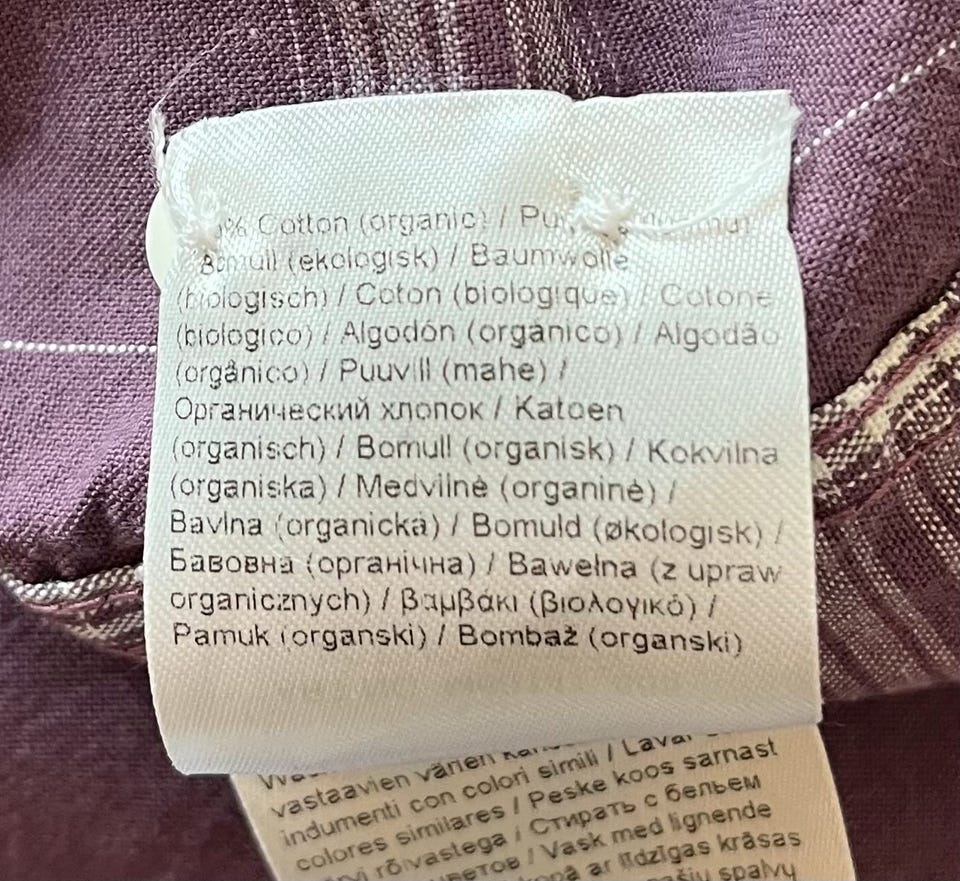 % Cotton (organic) /
Bomull (ekologisk) / Baumwolle
(biologisch) / Coton (biologique) / Cotone
(biologico) / Algodón (orgánico) / Algodão
(orgânico) / Puuvill (mahe) /
Органический хлопок / Katoen
(organisch) / Bomull (organisk) / Kokvilna
(organiska) / Medvilnė (organinė) /
Bavlna (organická) / Bomuld (økologisk) /
Бавовна (органічна) / Bawełna (z upraw
organicznych) / βαμβάκι (βιολογικό) /
Pamuk (organski) / Bombaž (organski)
vastaavien värien
indumenti con colori simili / Lavar
colores similares / Peske koos sarnast
rõivastega / Стирать с бельем
/ Vask med lignende
ar līdzīgas krāsas
spalvų